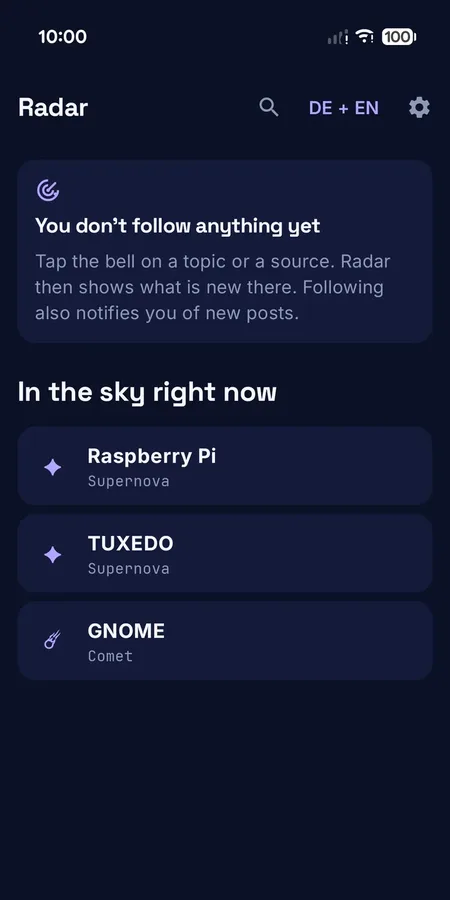 10:00
100
Radar
DE + EN
You don’t follow anything yet
Tap the bell on a topic or a source. Radar
then shows what is new there. Following
also notifies you of new posts.
In the sky right now
Raspberry Pi
Supernova
TUXEDO
Supernova
GNOME
Comet